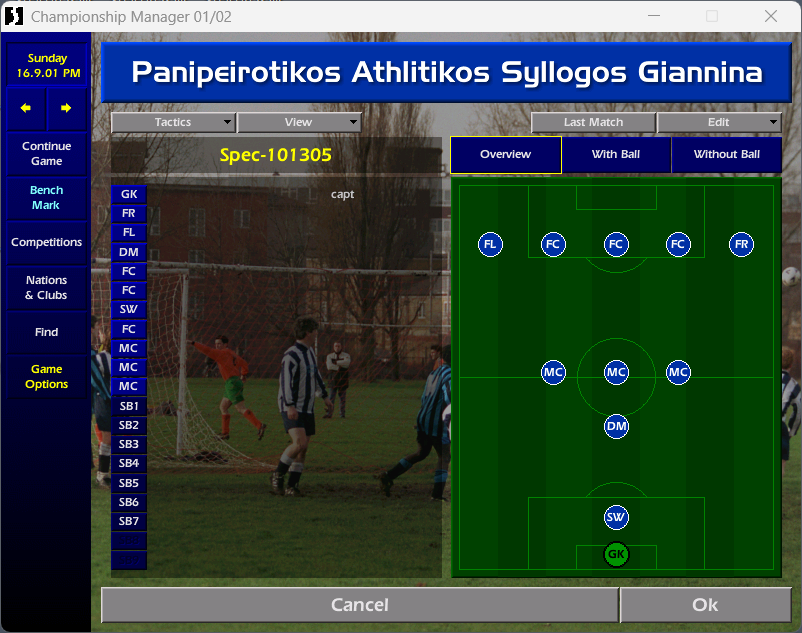 Championship Manager 01/02
Sunday
16.9.01 PM
Continue
Game
Bench
Mark
Competitions
Nations
& Clubs
Find
Game
Options
Panipeirotikos Athlitikos Syllogos Giannina
Tactics View Last Match Edit
Spec-101305
Overview With Ball Without Ball
GK capt
FR
FL
DM
FC
FC
SW
FC
MC
MC
MC
SB1
SB2
SB3
SB4
SB5
SB6
SB7
FL FC FC FC FR
MC MC MC
DM
SW
GK
Cancel Ok